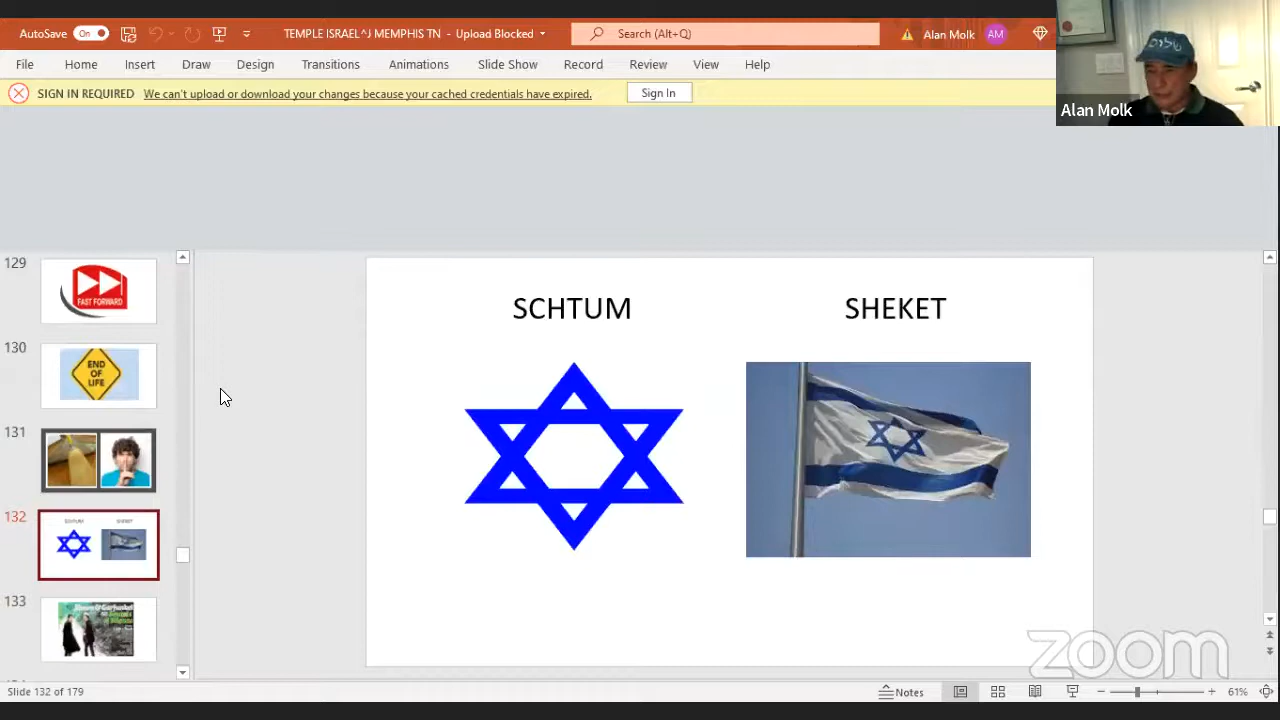 AutoSave On TEMPLE ISRAEL^J MEMPHIS TN - Upload Blocked Search (Alt+Q) Alan Molk AM
File Home Insert Draw Design Transitions Animations Slide Show Record Review View Help
SIGN IN REQUIRED We can't upload or download your changes because your cached credentials have expired. Sign In
Alan Molk
129
FAST FORWARD
130
END
OF
LIFE
131
132
SCHTUM SHEKET
133
SCHTUM SHEKET
zoom
Slide 132 of 179 Notes 61%